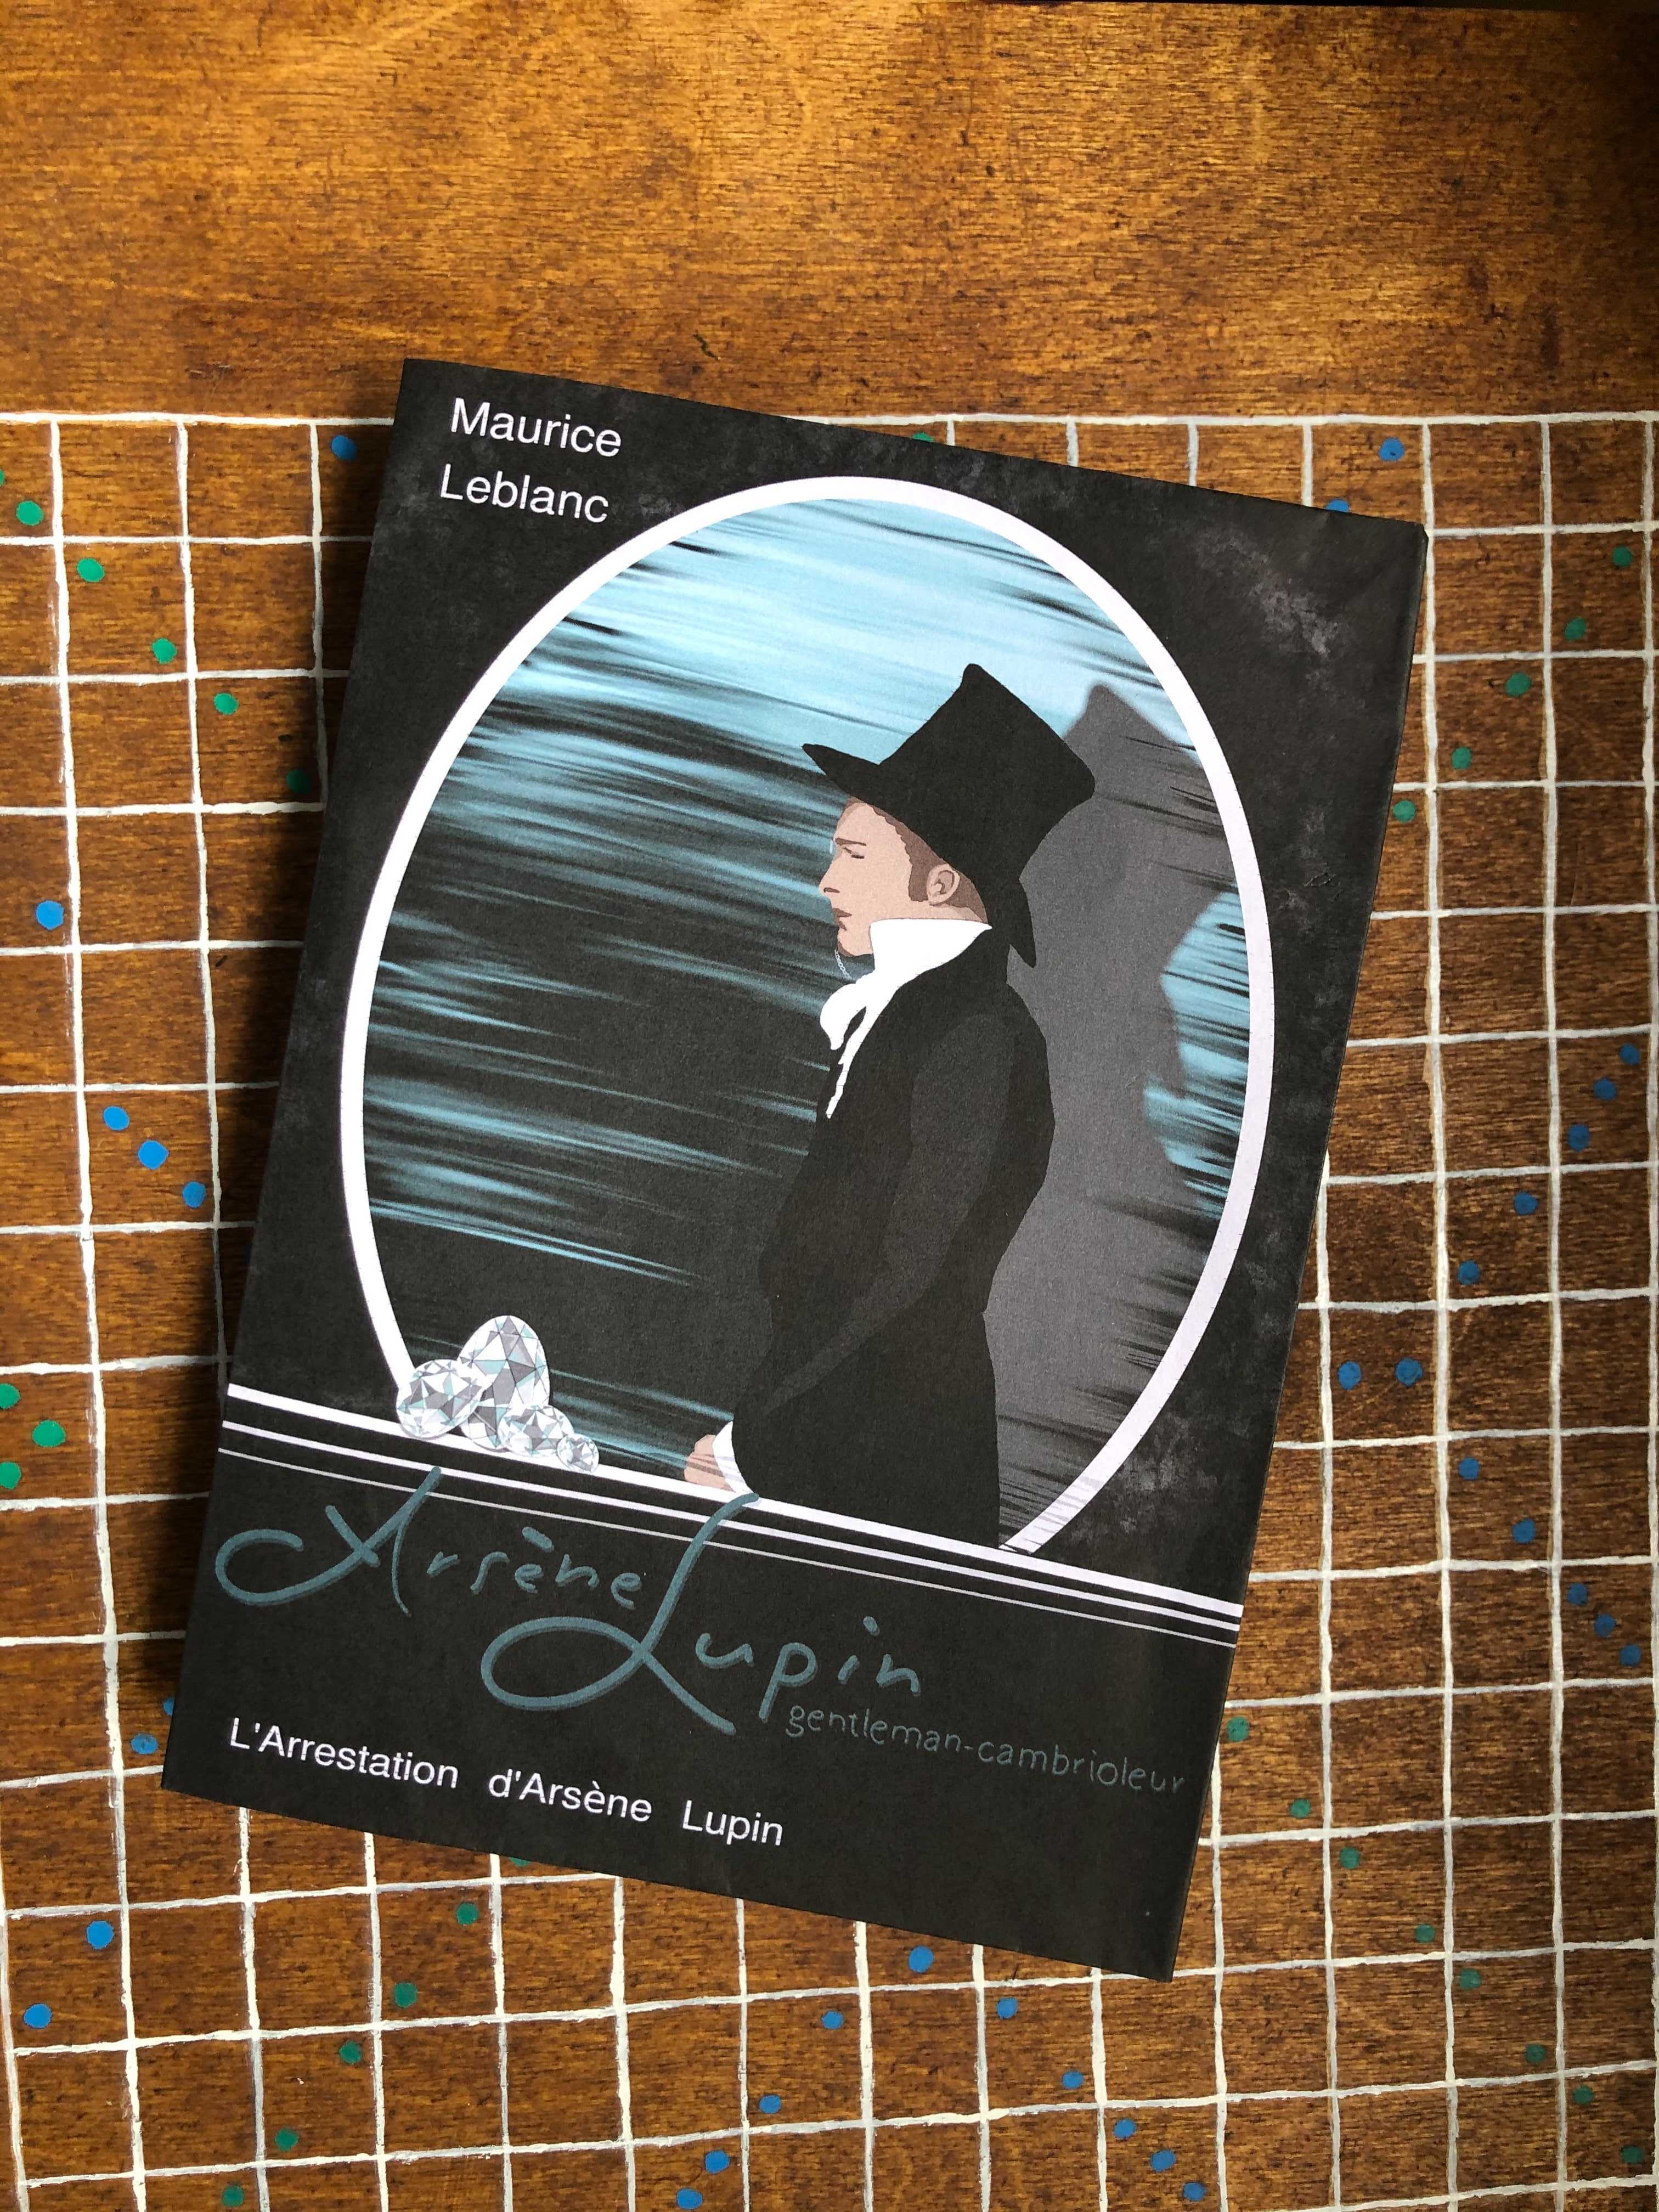 Maurice
Leblanc
Arsène Lupin
gentleman-cambrioleur
L'Arrestation d'Arsène Lupin